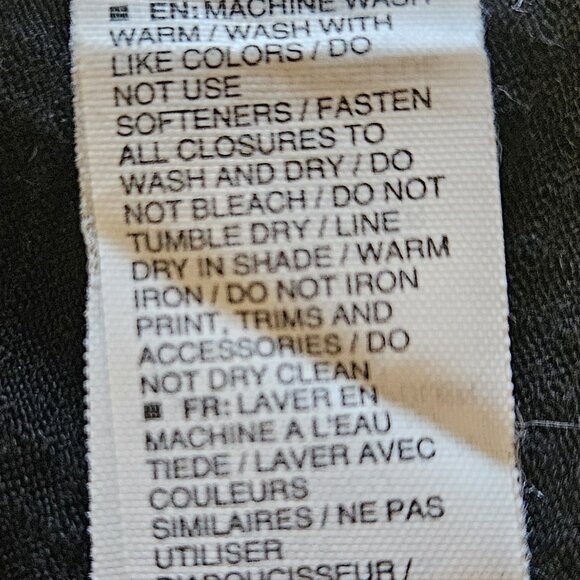 EN: MACHINE WASH
WARM / WASH WITH
LIKE COLORS / DO
NOT USE
SOFTENERS / FASTEN
ALL CLOSURES TO
WASH AND DRY / DO
NOT BLEACH / DO NOT
TUMBLE DRY / LINE
DRY IN SHADE / WARM
IRON / DO NOT IRON
PRINT, TRIMS AND
ACCESSORIES / DO
NOT DRY CLEAN
FR: LAVER EN
MACHINE A L'EAU
TIEDE / LAVER AVEC
COULEURS
SIMILAIRES / NE PAS
UTILISER
D'ADOUCISSEUR /